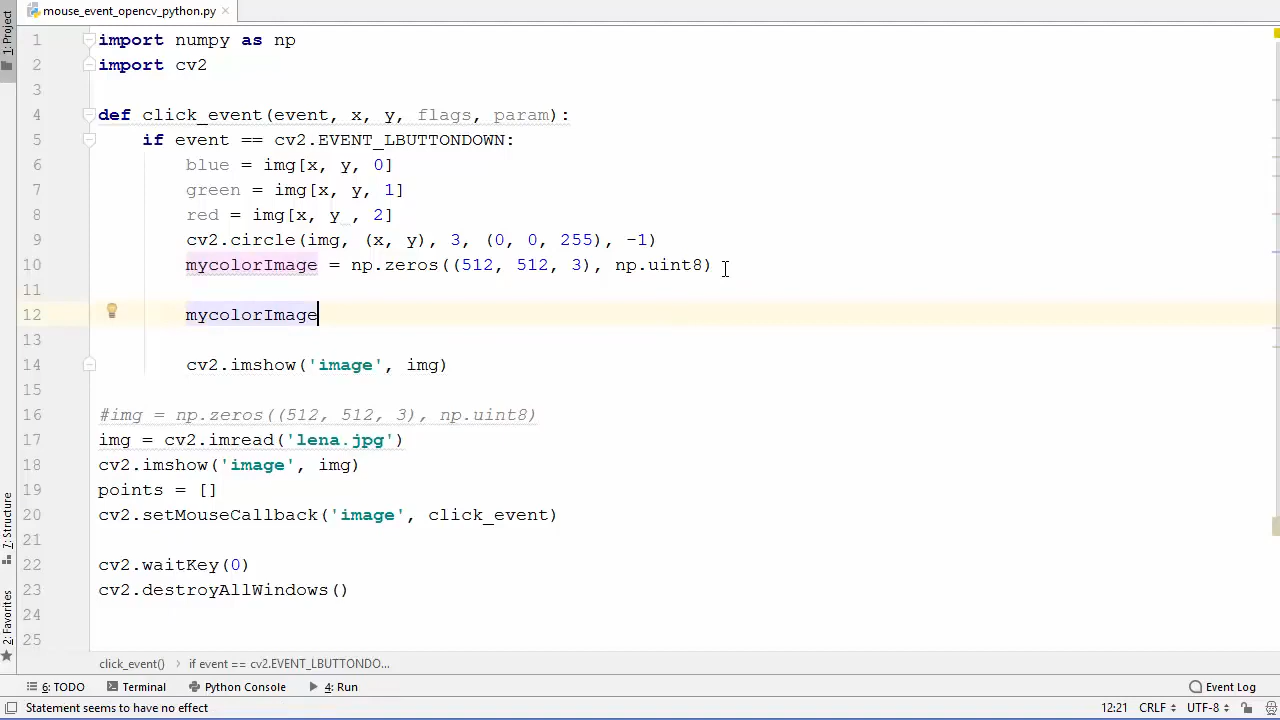 mouse_event_opencv_python.py
1: Project
1 import numpy as np
2 import cv2
3
4 def click_event(event, x, y, flags, param):
5     if event == cv2.EVENT_LBUTTONDOWN:
6         blue = img[x, y, 0]
7         green = img[x, y, 1]
8         red = img[x, y , 2]
9         cv2.circle(img, (x, y), 3, (0, 0, 255), -1)
10         mycolorImage = np.zeros((512, 512, 3), np.uint8)
11
12         mycolorImage
13
14         cv2.imshow('image', img)
15
16 #img = np.zeros((512, 512, 3), np.uint8)
17 img = cv2.imread('lena.jpg')
18 cv2.imshow('image', img)
19 points = []
20 cv2.setMouseCallback('image', click_event)
21
22 cv2.waitKey(0)
23 cv2.destroyAllWindows()
24
25
7: Structure
2: Favorites
click_event() › if event == cv2.EVENT_LBUTTONDO...
6: TODO Terminal Python Console 4: Run Event Log
Statement seems to have no effect 12:21 CRLF UTF-8